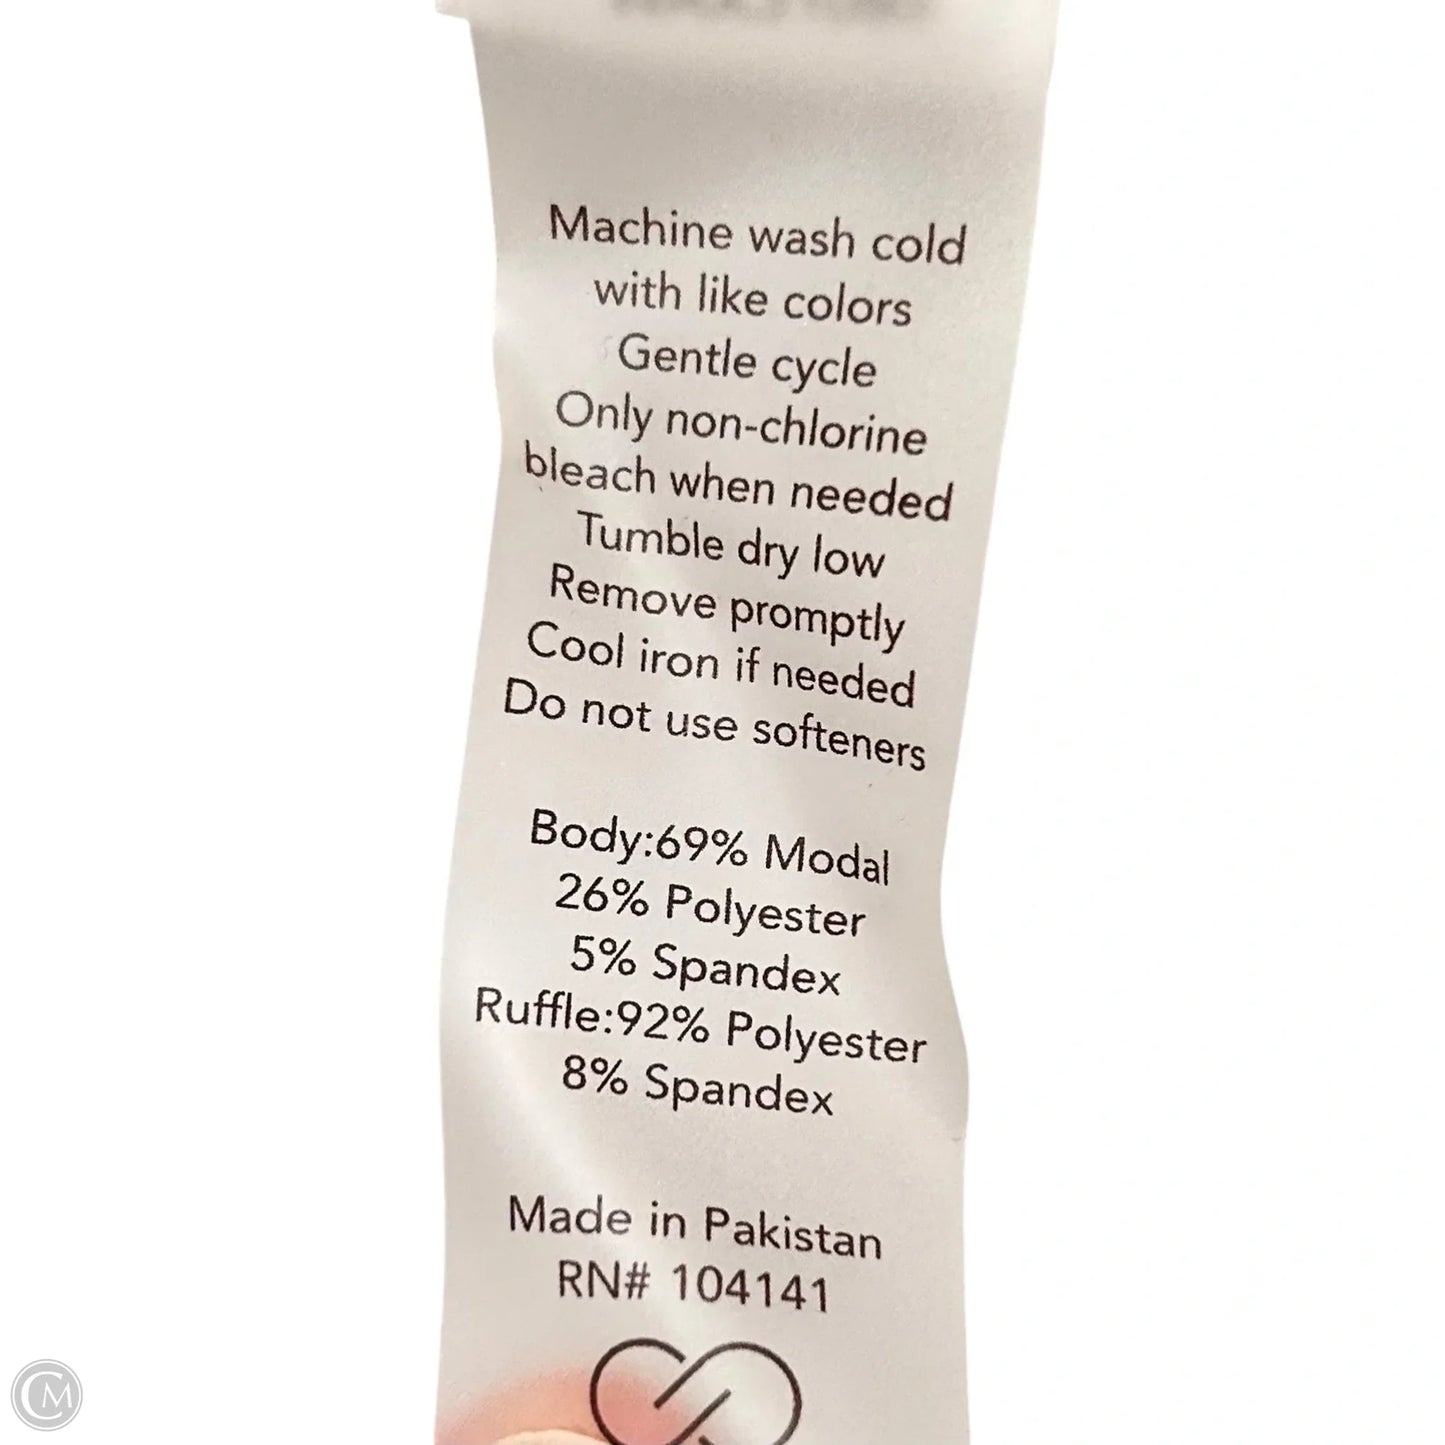 Machine wash cold
with like colors
Gentle cycle
Only non-chlorine
bleach when needed
Tumble dry low
Remove promptly
Cool iron if needed
Do not use softeners
Body:69% Modal
26% Polyester
5% Spandex
Ruffle:92% Polyester
8% Spandex
Made in Pakistan
RN# 104141
CM